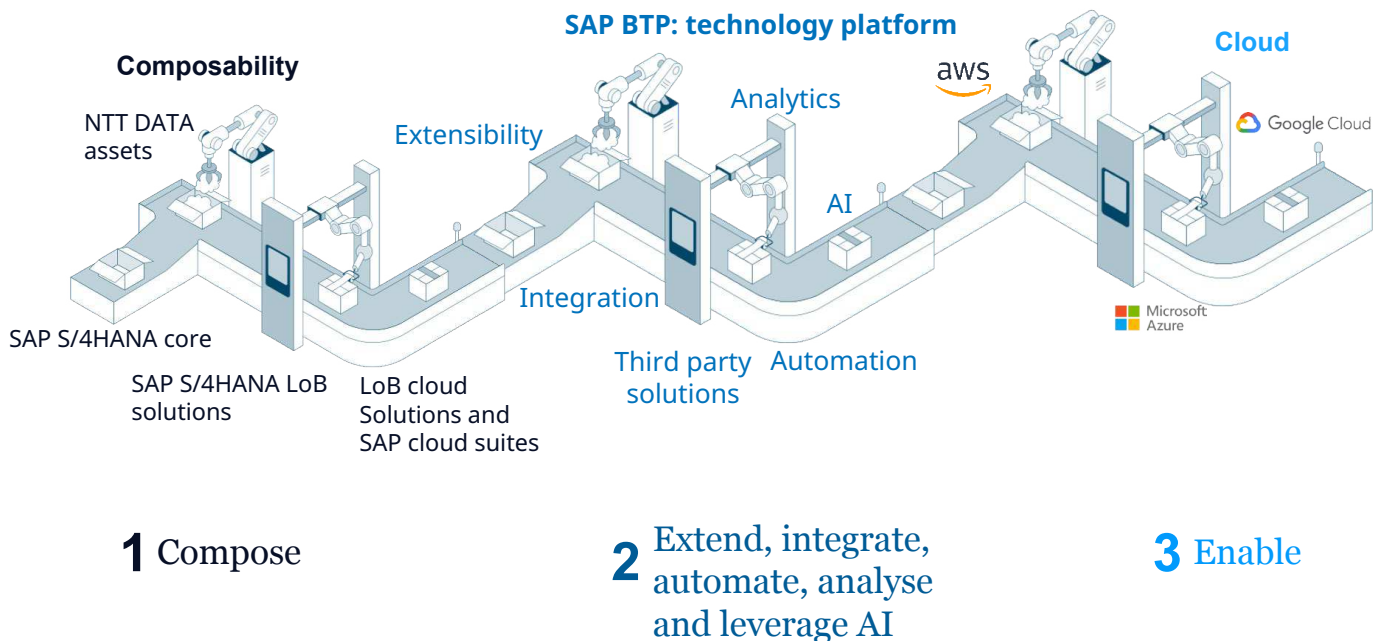 SAP BTP: technology platform
Composability
Cloud
aws
NTT DATA
assets
Extensibility
Analytics
Google Cloud
AI
Integration
Microsoft
Azure
SAP S/4HANA core
Third party
solutions
Automation
SAP S/4HANA LoB
solutions
LoB cloud
Solutions and
SAP cloud suites
1 Compose
2 Extend, integrate,
automate, analyse
and leverage AI
3 Enable